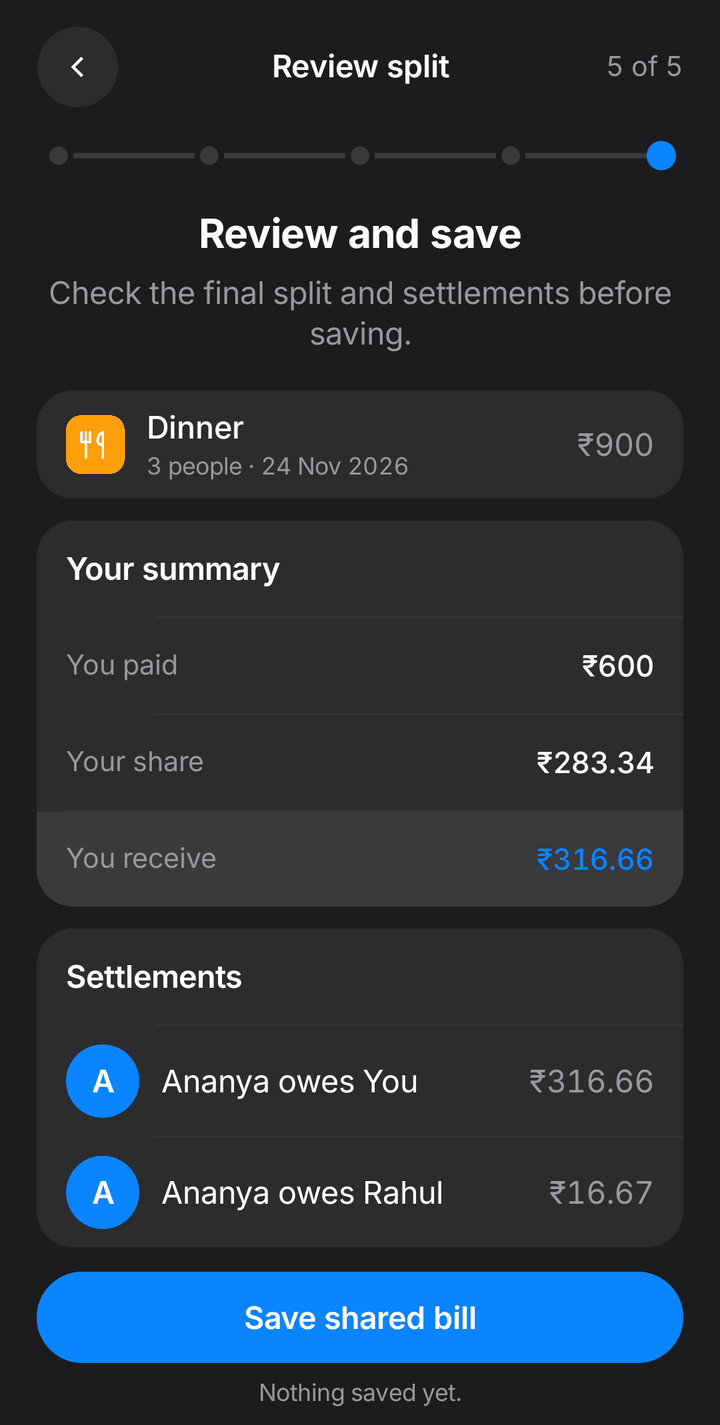 Review split
5 of 5
Review and save
Check the final split and settlements before
saving.
Dinner
₹900
3 people · 24 Nov 2026
Your summary
You paid
₹600
Your share
₹283.34
You receive
₹316.66
Settlements
A
Ananya owes You
₹316.66
A
Ananya owes Rahul
₹16.67
Save shared bill
Nothing saved yet.